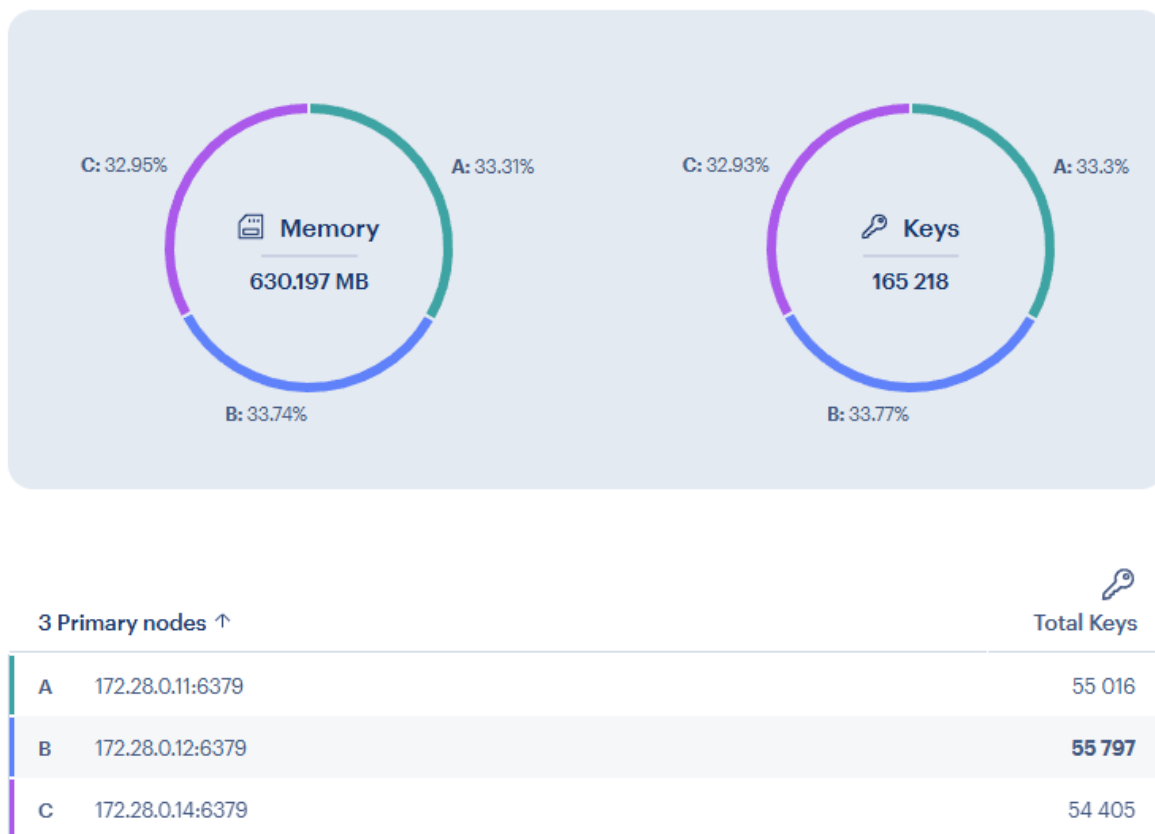 C: 32.95%
A: 33.31%
Memory
630.197 MB
B: 33.74%
C: 32.93%
A: 33.3%
Keys
165 218
B: 33.77%
3 Primary nodes ↑
Total Keys
A 172.28.0.11:6379 55 016
B 172.28.0.12:6379 55 797
C 172.28.0.14:6379 54 405